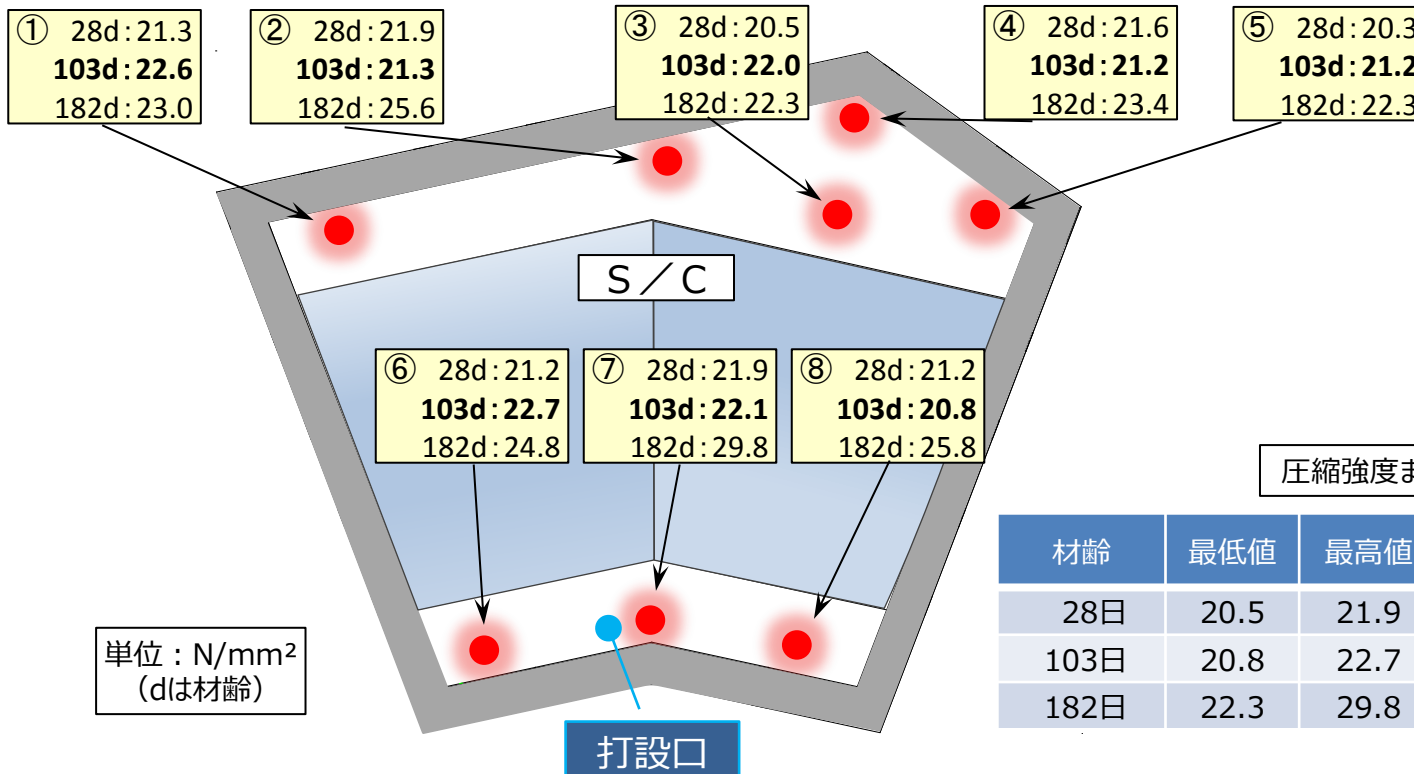 ① 28d:21.3
103d:22.6
182d:23.0
② 28d:21.9
103d:21.3
182d:25.6
③ 28d:20.5
103d:22.0
182d:22.3
④ 28d:21.6
103d:21.2
182d:23.4
⑤ 28d:20.3
103d:21.2
182d:22.3
S/C
⑥ 28d:21.2
103d:22.7
182d:24.8
⑦ 28d:21.9
103d:22.1
182d:29.8
⑧ 28d:21.2
103d:20.8
182d:25.8
単位:N/mm²
(dは材齢)
打設口
圧縮強度ま
材齢 最低値 最高値
28日 20.5 21.9
103日 20.8 22.7
182日 22.3 29.8